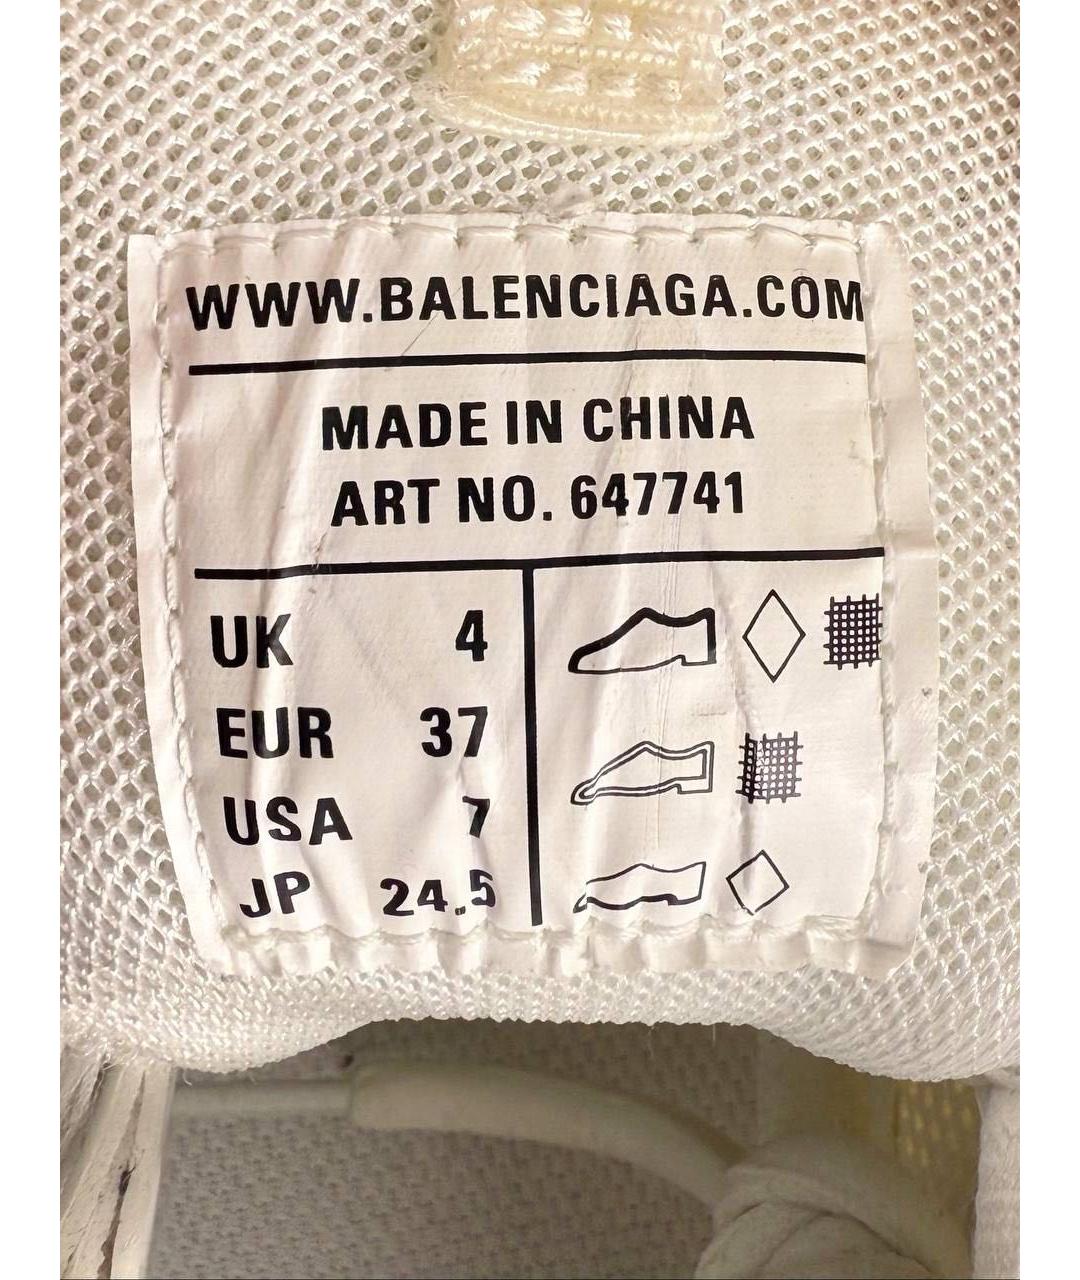 WWW.BALENCIAGA.COM
MADE IN CHINA
ART NO. 647741
UK 4
EUR 37
USA 7
JP 24.5